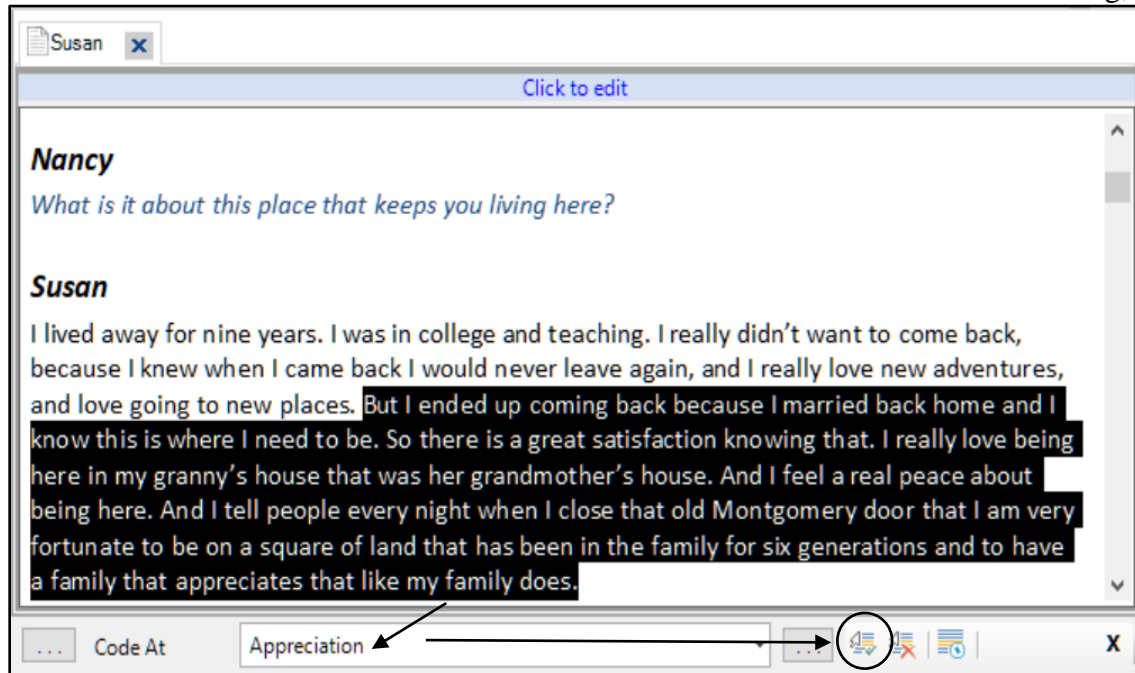 Susan x
Click to edit
Nancy
What is it about this place that keeps you living here?
Susan
I lived away for nine years. I was in college and teaching. I really didn’t want to come back,
because I knew when I came back I would never leave again, and I really love new adventures,
and love going to new places. But I ended up coming back because I married back home and I
know this is where I need to be. So there is a great satisfaction knowing that. I really love being
here in my granny’s house that was her grandmother’s house. And I feel a real peace about
being here. And I tell people every night when I close that old Montgomery door that I am very
fortunate to be on a square of land that has been in the family for six generations and to have
a family that appreciates that like my family does.
... Code At Appreciation ... X